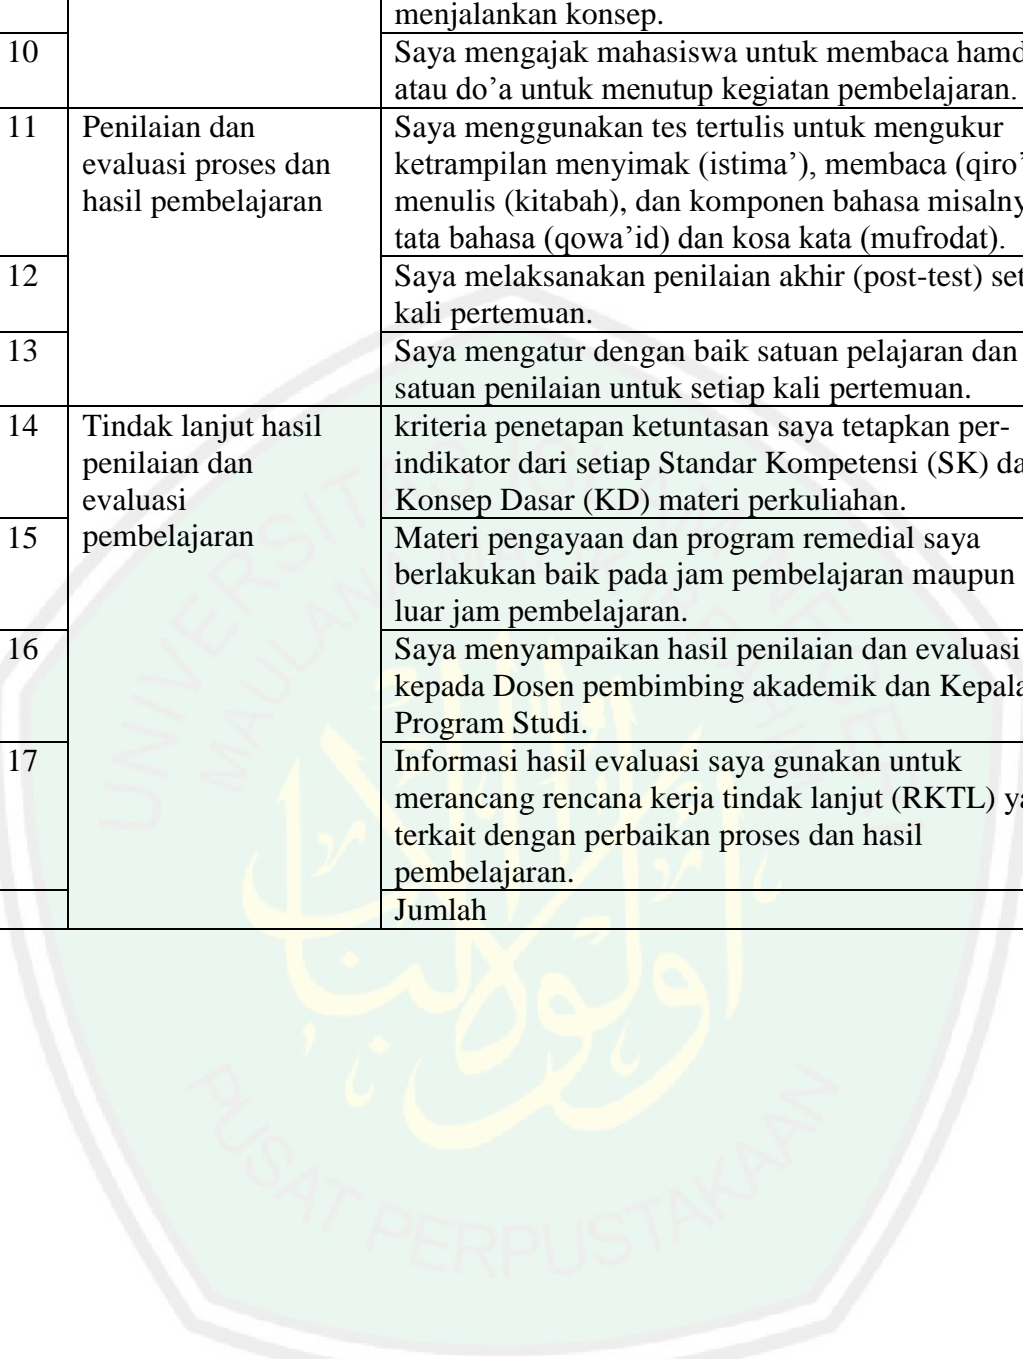 menjalankan konsep.
10 Saya mengajak mahasiswa untuk membaca hamd
atau do’a untuk menutup kegiatan pembelajaran.
11 Penilaian dan Saya menggunakan tes tertulis untuk mengukur
evaluasi proses dan ketrampilan menyimak (istima’), membaca (qiro’
hasil pembelajaran menulis (kitabah), dan komponen bahasa misalny
tata bahasa (qowa’id) dan kosa kata (mufrodat).
12 Saya melaksanakan penilaian akhir (post-test) set
kali pertemuan.
13 Saya mengatur dengan baik satuan pelajaran dan
satuan penilaian untuk setiap kali pertemuan.
14 Tindak lanjut hasil kriteria penetapan ketuntasan saya tetapkan per-
penilaian dan indikator dari setiap Standar Kompetensi (SK) da
evaluasi Konsep Dasar (KD) materi perkuliahan.
15 pembelajaran Materi pengayaan dan program remedial saya
berlakukan baik pada jam pembelajaran maupun
luar jam pembelajaran.
16 Saya menyampaikan hasil penilaian dan evaluasi
kepada Dosen pembimbing akademik dan Kepala
Program Studi.
17 Informasi hasil evaluasi saya gunakan untuk
merancang rencana kerja tindak lanjut (RKTL) ya
terkait dengan perbaikan proses dan hasil
pembelajaran.
Jumlah
PUSAT PERPUSTAKAAN